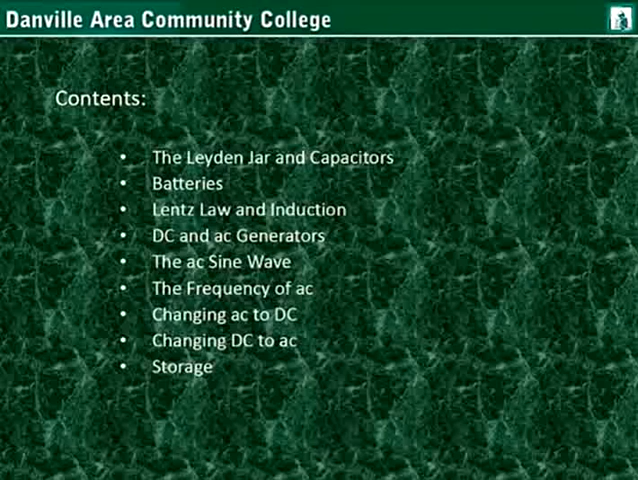 Danville Area Community College
Contents:
• The Leyden Jar and Capacitors
• Batteries
• Lentz Law and Induction
• DC and ac Generators
• The ac Sine Wave
• The Frequency of ac
• Changing ac to DC
• Changing DC to ac
• Storage